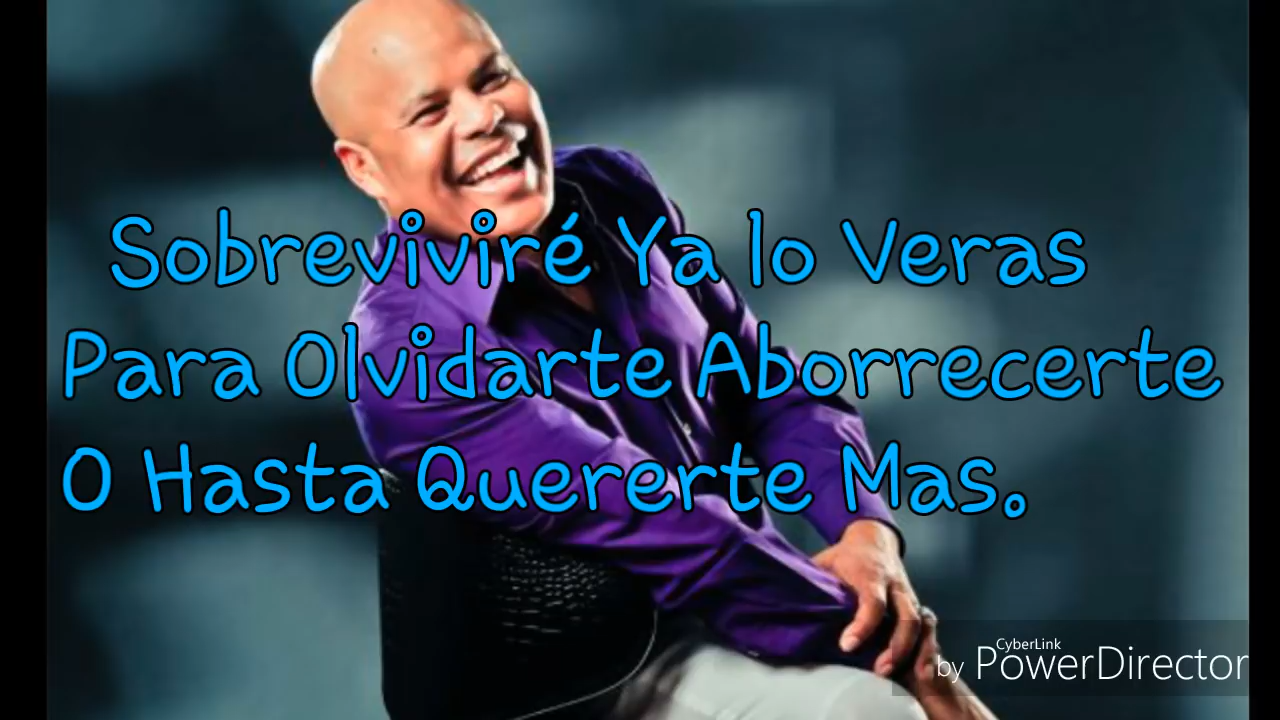 Sobreviviré Ya lo Veras
Para Olvidarte Aborrecerte
O Hasta Quererte Mas.
CyberLink
by PowerDirector